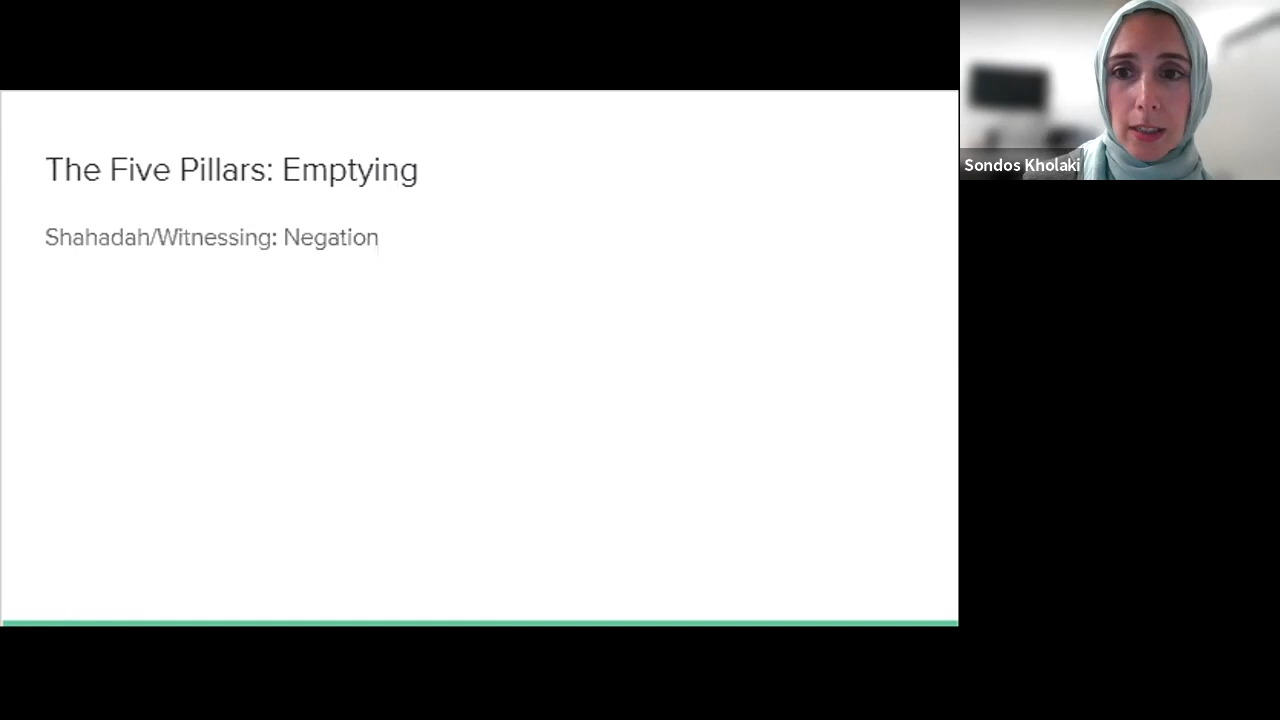 The Five Pillars: Emptying
Shahadah/Witnessing: Negation
Sondos Kholaki